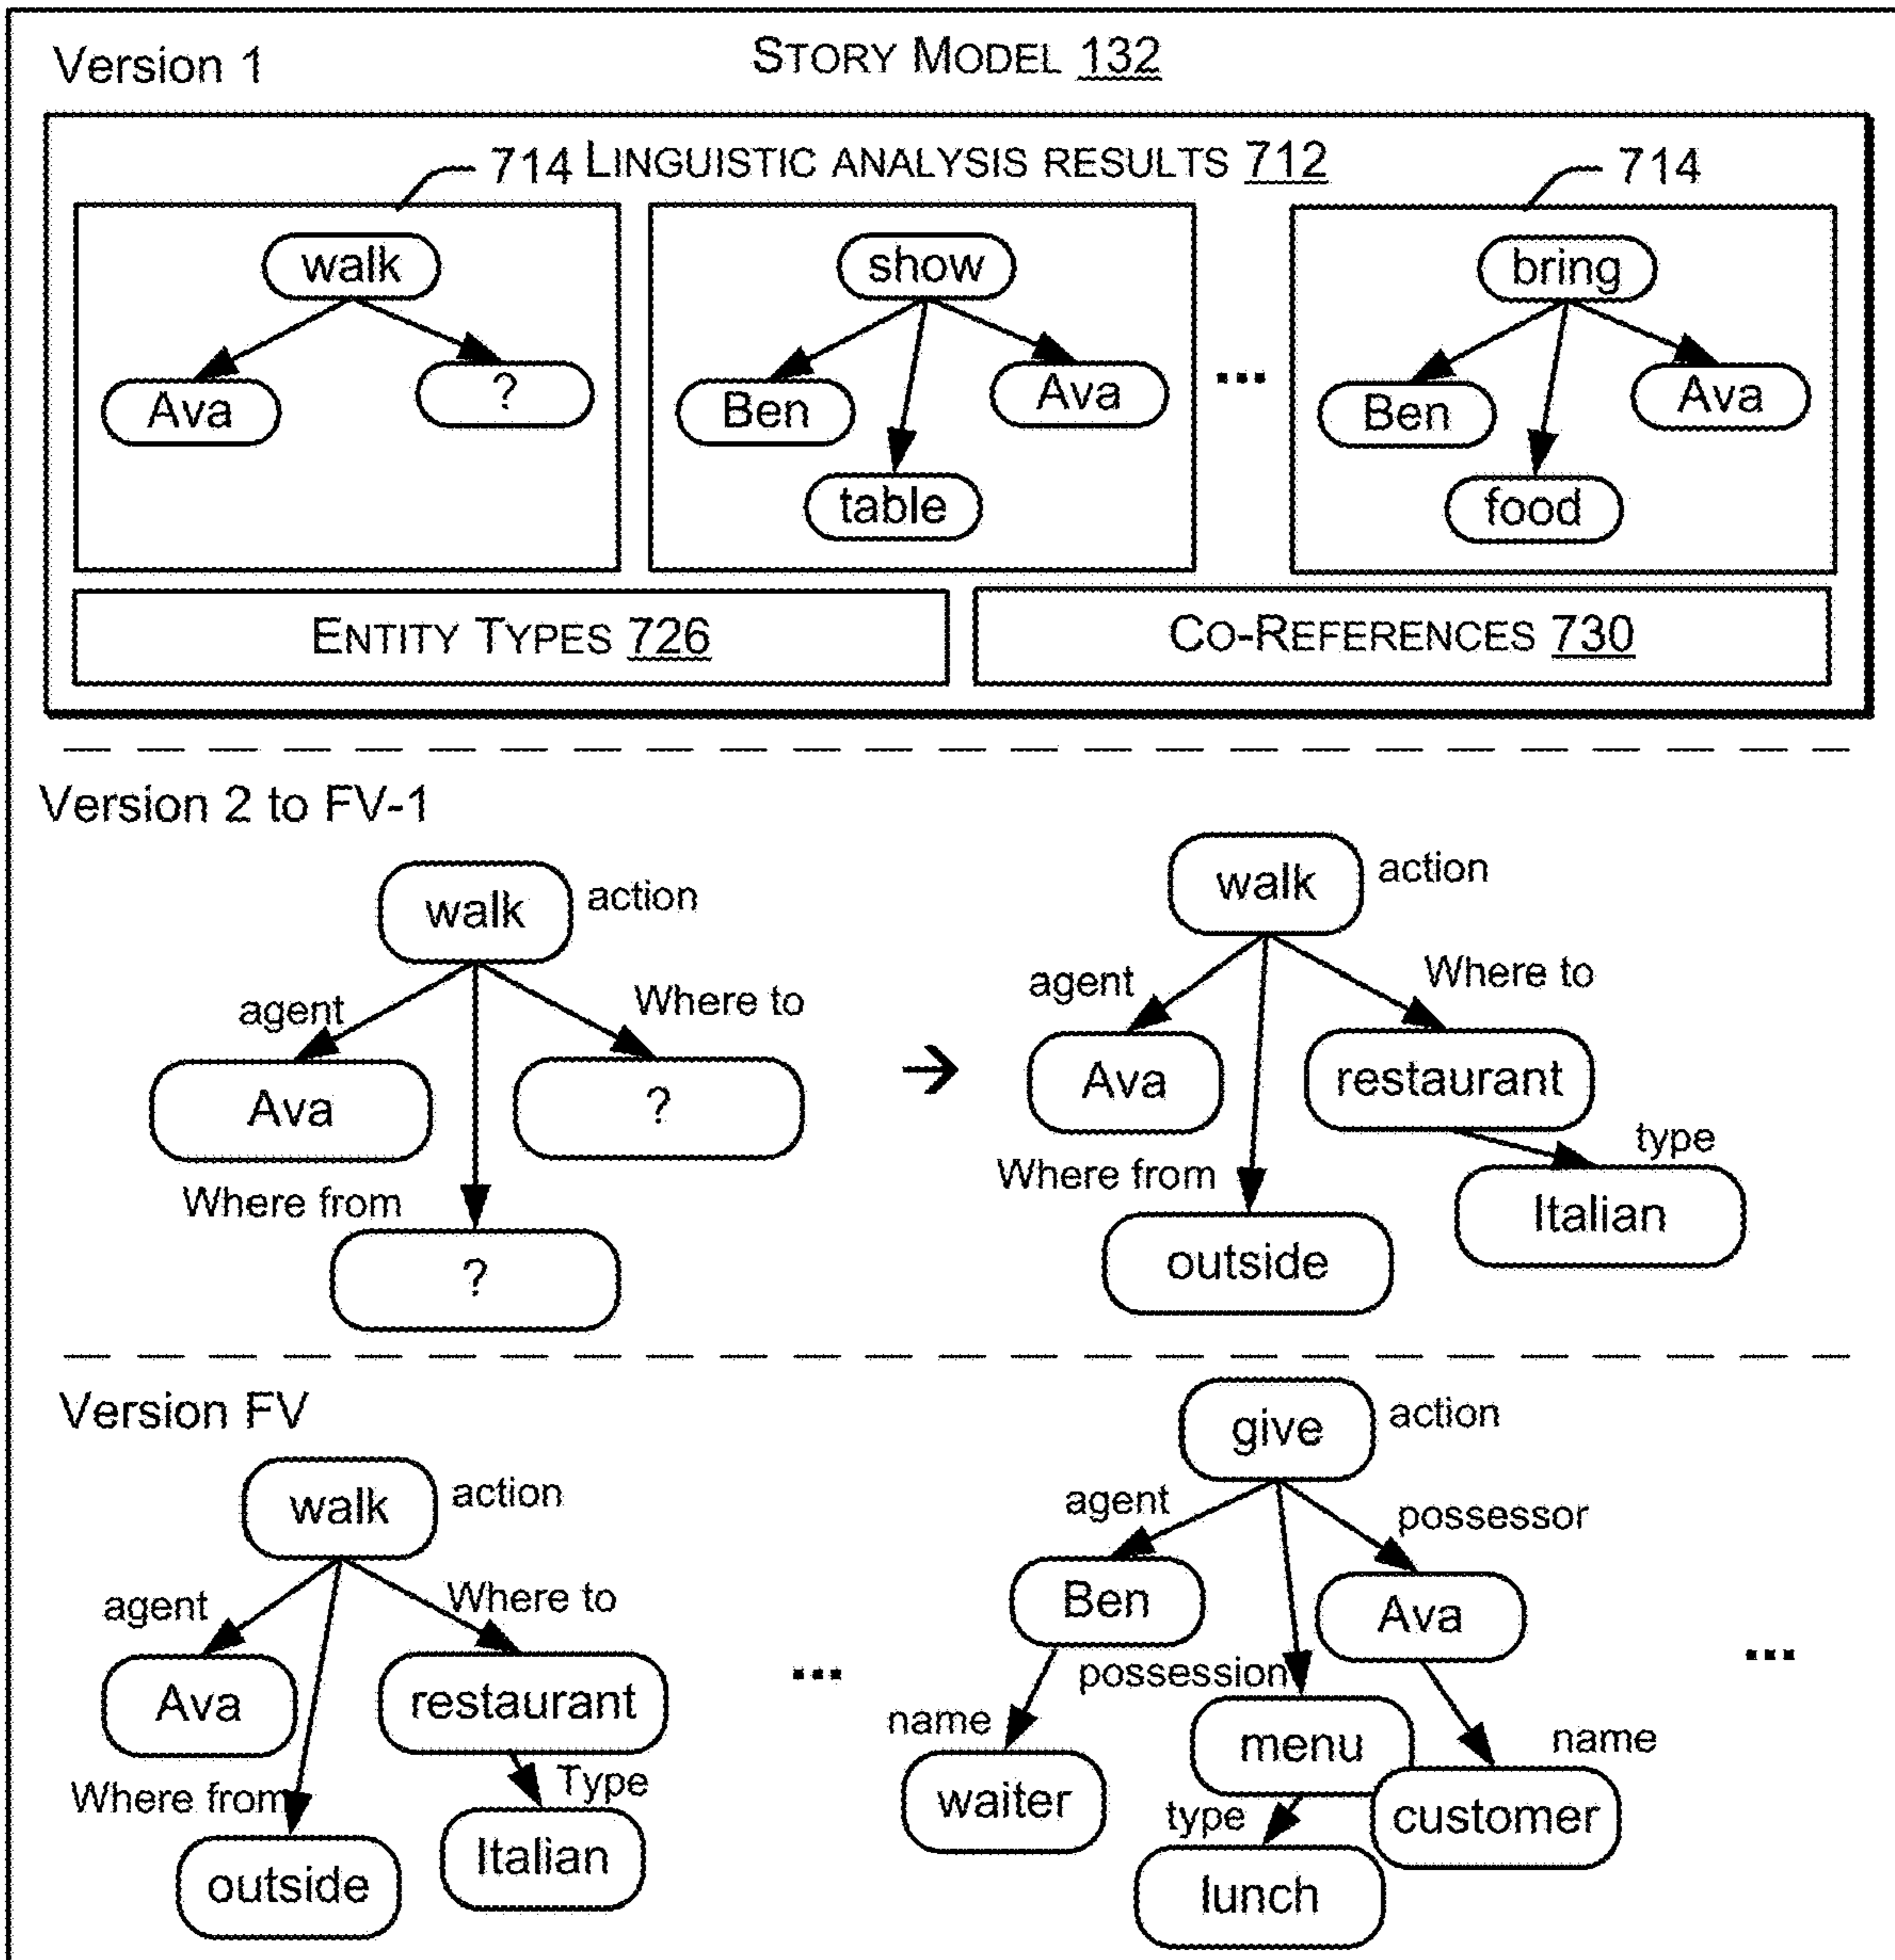 Version 1
STORY MODEL 132
714 LINGUISTIC ANALYSIS RESULTS 712
714
walk
Ava
?
show
Ben
Ava
table
...
bring
Ben
Ava
food
ENTITY TYPES 726
CO-REFERENCES 730
Version 2 to FV-1
walk
action
agent
Where to
Ava
?
Where from
?
→
walk
action
agent
Where to
Ava
restaurant
type
Where from
Italian
outside
Version FV
walk
action
agent
Where to
Ava
restaurant
Where from
Type
Italian
outside
...
give
action
agent
possessor
Ben
Ava
possession
name
menu
name
waiter
type
customer
lunch
...